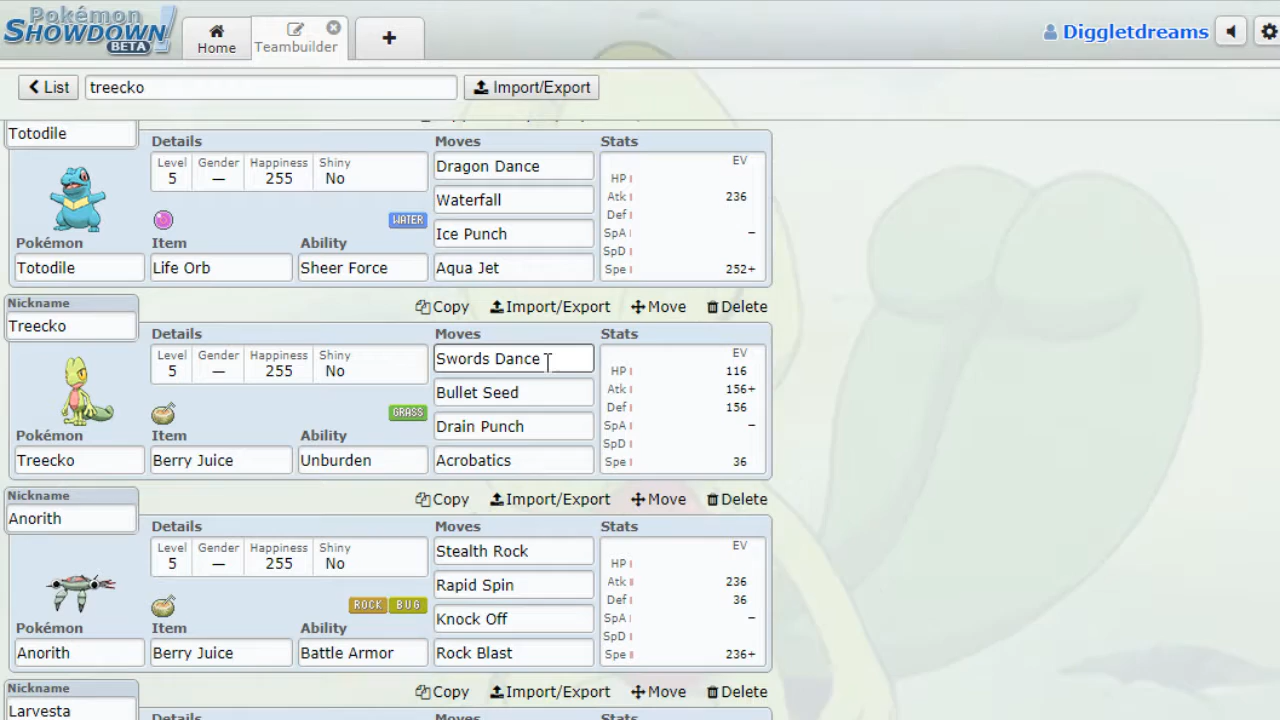 Pokémon
SHOWDOWN!
BETA
Home
Teambuilder
+
Diggletdreams
List
treecko
Import/Export
Totodile
Details
Moves
Stats
Level
Gender
Happiness
Shiny
5
—
255
No
Dragon Dance
Waterfall
Ice Punch
Aqua Jet
EV
HP
Atk 236
Def
SpA –
SpD
Spe 252+
WATER
Pokémon
Item
Ability
Totodile
Life Orb
Sheer Force
Nickname
Treecko
Copy
Import/Export
Move
Delete
Details
Moves
Stats
Level
Gender
Happiness
Shiny
5
—
255
No
Swords Dance
Bullet Seed
Drain Punch
Acrobatics
EV
HP 116
Atk 156+
Def 156
SpA –
SpD
Spe 36
GRASS
Pokémon
Item
Ability
Treecko
Berry Juice
Unburden
Nickname
Anorith
Copy
Import/Export
Move
Delete
Details
Moves
Stats
Level
Gender
Happiness
Shiny
5
—
255
No
Stealth Rock
Rapid Spin
Knock Off
Rock Blast
EV
HP
Atk 236
Def 36
SpA –
SpD
Spe 236+
ROCK
BUG
Pokémon
Item
Ability
Anorith
Berry Juice
Battle Armor
Nickname
Larvesta
Copy
Import/Export
Move
Delete